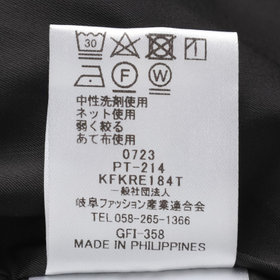 30
F W
中性洗剤使用
ネット使用
弱く絞る
あて布使用
0723
PT-214
KFKRE184T
一般社団法人
岐阜ファッション産業連合会
TEL 058-265-1366
GFI-358
MADE IN PHILIPPINES